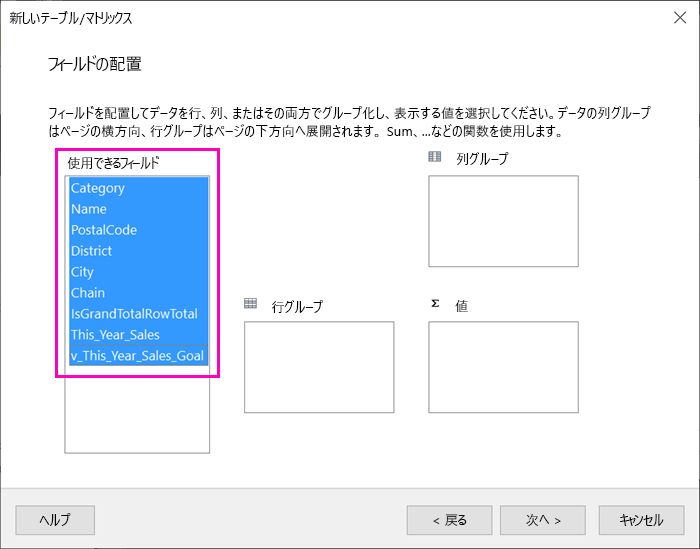 新しいテーブル/マトリックス
フィールドの配置
フィールドを配置してデータを行、列、またはその両方でグループ化し、表示する値を選択してください。データの列グループ
はページの横方向、行グループはページの下方向へ展開されます。 Sum、...などの関数を使用します。
使用できるフィールド
列グループ
Category
Name
PostalCode
District
City
Chain
IsGrandTotalRowTotal
This_Year_Sales
v_This_Year_Sales_Goal
行グループ
Σ 値
ヘルプ
< 戻る
次へ >
キャンセル